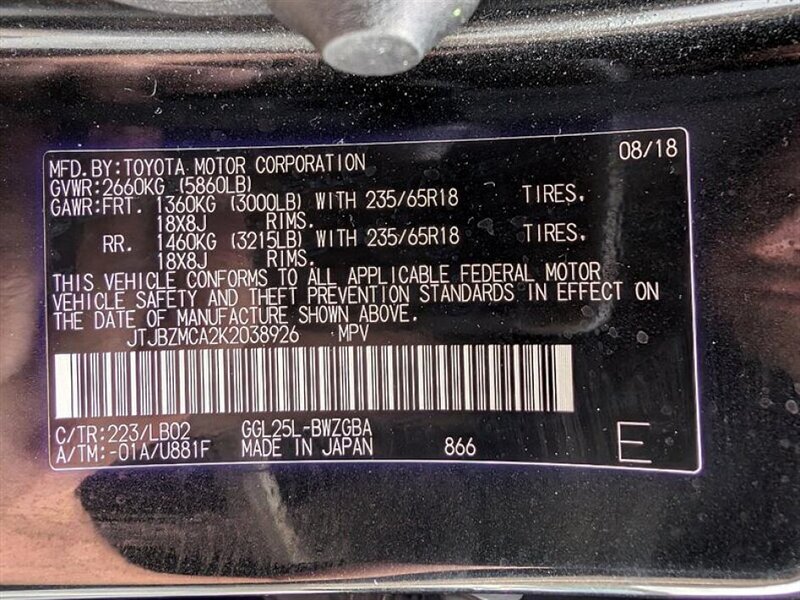 MFD.BY:TOYOTA MOTOR CORPORATION 08/18
GVWR:2660KG (5860LB)
GAWR:FRT. 1360KG (3000LB) WITH 235/65R18 TIRES.
18X8J RIMS.
RR. 1460KG (3215LB) WITH 235/65R18 TIRES.
18X8J RIMS.
THIS VEHICLE CONFORMS TO ALL APPLICABLE FEDERAL MOTOR
VEHICLE SAFETY AND THEFT PREVENTION STANDARDS IN EFFECT ON
THE DATE OF MANUFACTURE SHOWN ABOVE.
JTJBZMCA2K2038926 MPV
C/TR:223/LB02 GGL25L-BWZGBA
A/TM:-01A/U881F MADE IN JAPAN 866 E